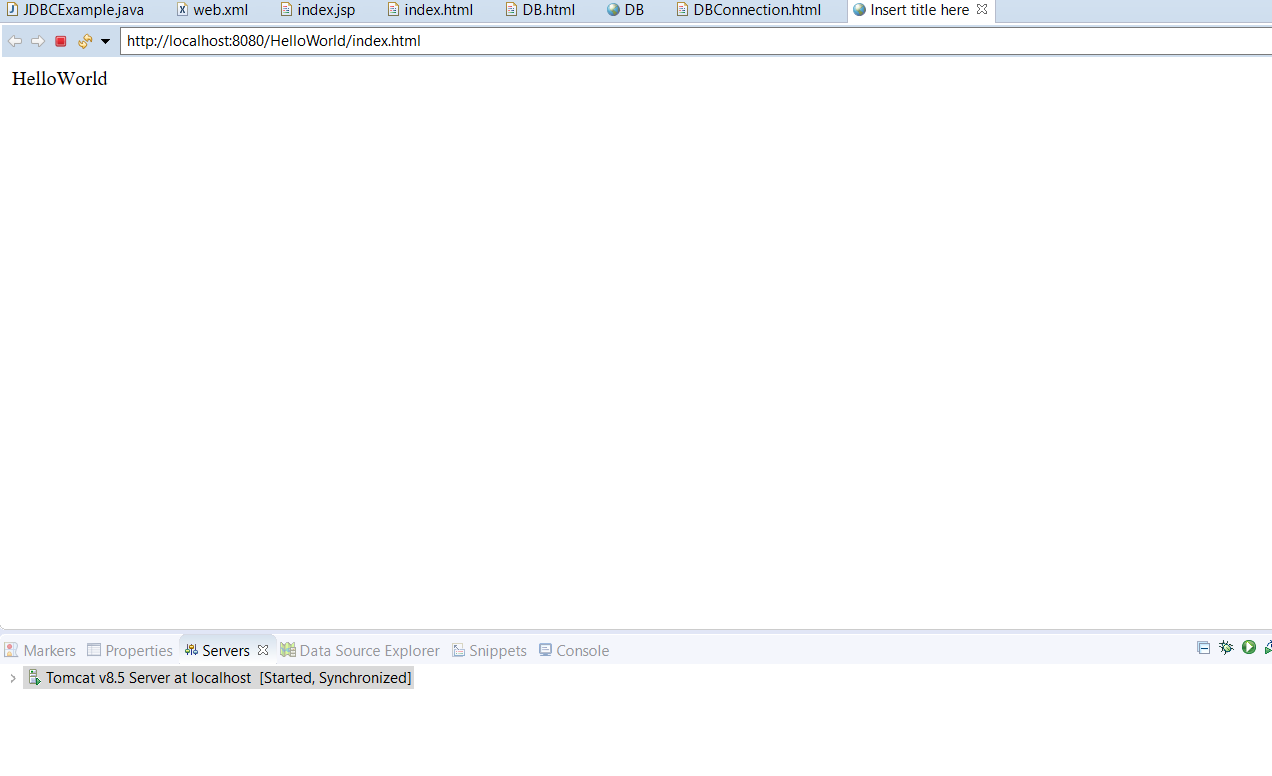 JDBCExample.java web.xml index.jsp index.html DB.html DB DBConnection.html Insert title here
http://localhost:8080/HelloWorld/index.html
HelloWorld
Markers Properties Servers Data Source Explorer Snippets Console
Tomcat v8.5 Server at localhost [Started, Synchronized]